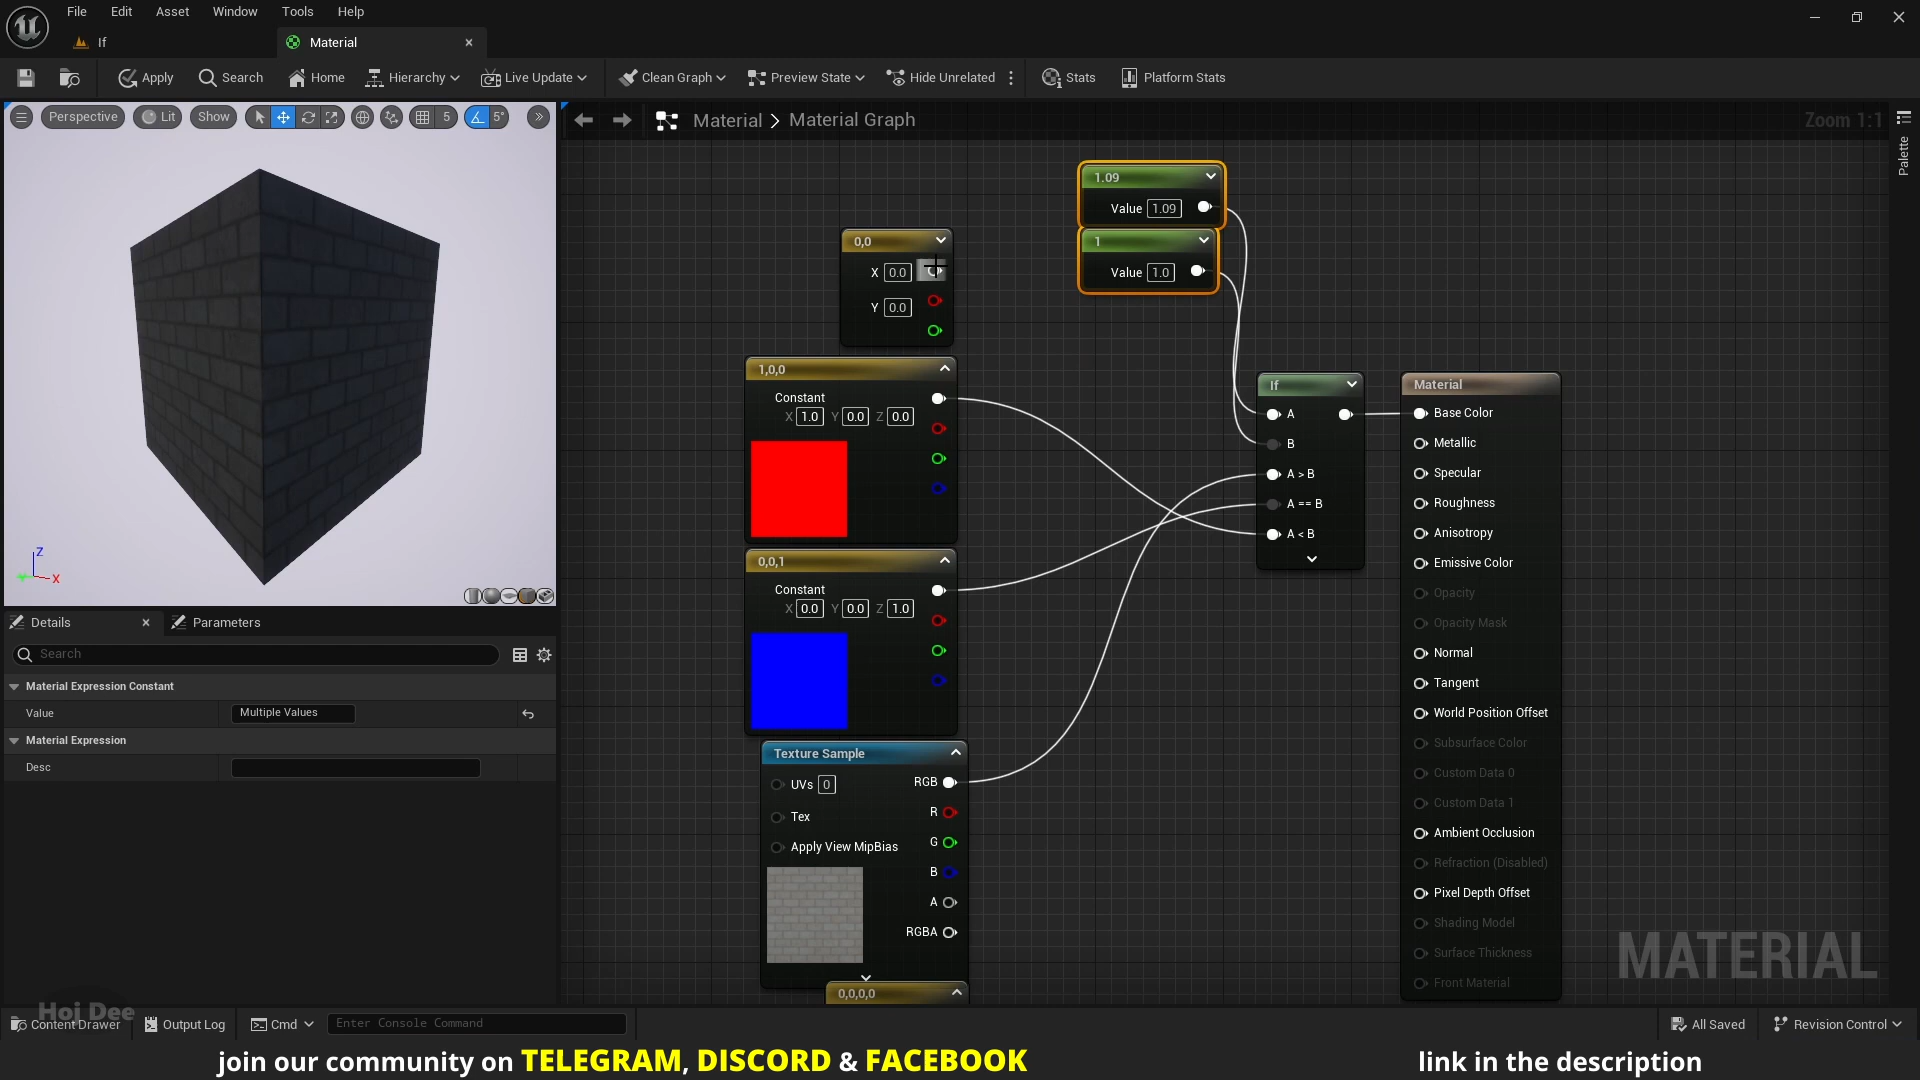 File Edit Asset Window Tools Help
If
Material
Apply Search Home Hierarchy Live Update Clean Graph Preview State Hide Unrelated Stats Platform Stats
Perspective Lit Show 5 5°
Material > Material Graph
Zoom 1:1
Palette
1.09
Value 1.09
1
Value 1.0
0,0
X 0.0
Y 0.0
1,0,0
Constant
X 1.0 Y 0.0 Z 0.0
0,0,1
Constant
X 0.0 Y 0.0 Z 1.0
Texture Sample
UVs 0
Tex
Apply View MipBias
RGB
R
G
B
A
RGBA
0,0,0,0
If
A
B
A > B
A == B
A < B
Material
Base Color
Metallic
Specular
Roughness
Anisotropy
Emissive Color
Opacity
Opacity Mask
Normal
Tangent
World Position Offset
Subsurface Color
Custom Data 0
Custom Data 1
Ambient Occlusion
Refraction (Disabled)
Pixel Depth Offset
Shading Model
Surface Thickness
Front Material
MATERIAL
Z
Y
X
Details
Parameters
Search
Material Expression Constant
Value Multiple Values
Material Expression
Desc
Hoj Dee
Content Drawer Output Log Cmd Enter Console Command
All Saved Revision Control
join our community on TELEGRAM, DISCORD & FACEBOOK
link in the description